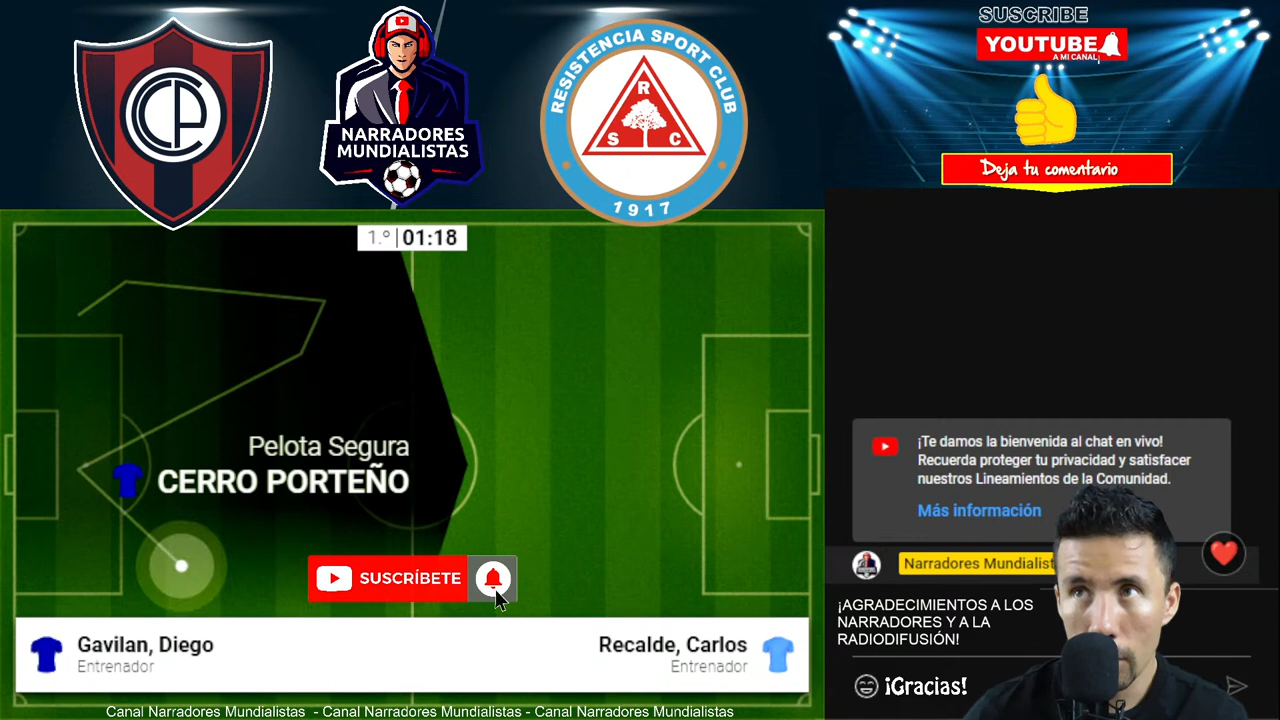 CCP
NARRADORES
MUNDIALISTAS
RESISTENCIA SPORT CLUB
R
S C
1917
SUSCRIBE
YOUTUBE
A MI CANAL
Deja tu comentario
1.º | 01:18
Pelota Segura
CERRO PORTEÑO
SUSCRÍBETE
Gavilan, Diego
Entrenador
Recalde, Carlos
Entrenador
Canal Narradores Mundialistas - Canal Narradores Mundialistas - Canal Narradores Mundialistas
¡Te damos la bienvenida al chat en vivo!
Recuerda proteger tu privacidad y satisfacer
nuestros Lineamientos de la Comunidad.
Más información
Narradores Mundialist
¡AGRADECIMIENTOS A LOS
NARRADORES Y A LA
RADIODIFUSIÓN!
¡Gracias!